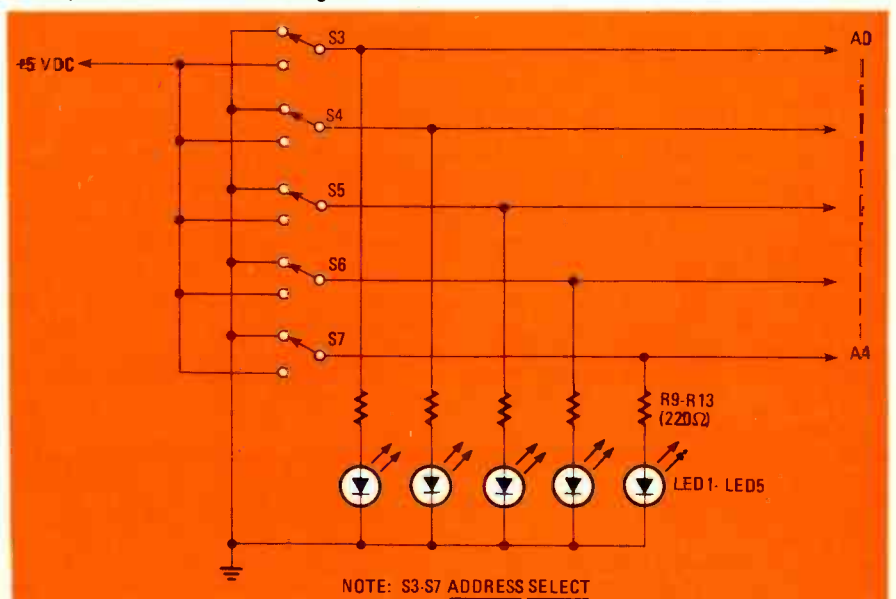 S3
A0
+5 VDC
S4
S5
S6
S7
A4
R9-R13
(220Ω)
LED1-LED5
NOTE: S3-S7 ADDRESS SELECT